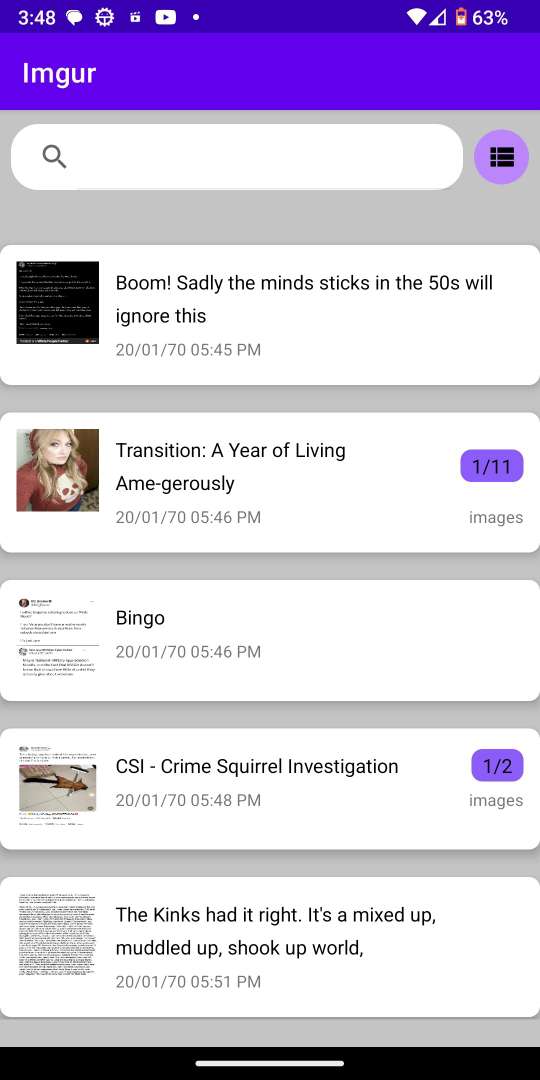 3:48
63%
Imgur
Boom! Sadly the minds sticks in the 50s will
ignore this
20/01/70 05:45 PM
Transition: A Year of Living
Ame-gerously
20/01/70 05:46 PM
1/11
images
Bingo
20/01/70 05:46 PM
CSI - Crime Squirrel Investigation
20/01/70 05:48 PM
1/2
images
The Kinks had it right. It's a mixed up,
muddled up, shook up world,
20/01/70 05:51 PM